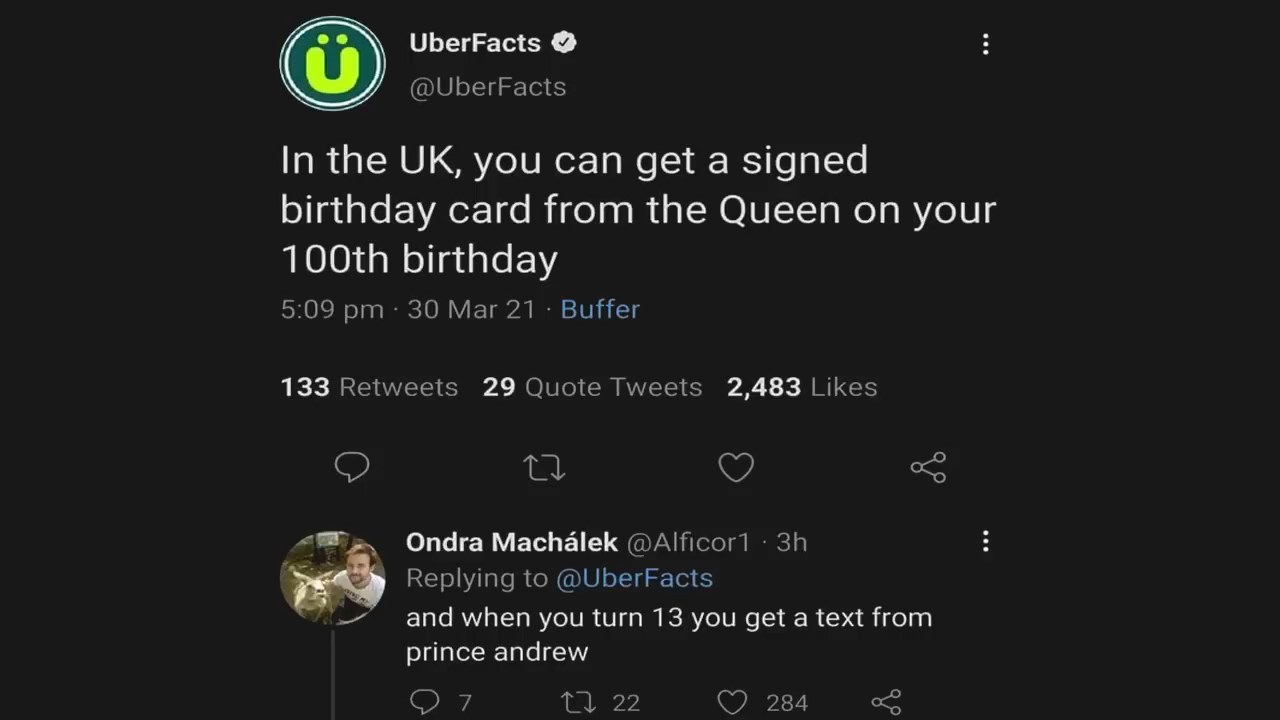 UberFacts
@UberFacts
In the UK, you can get a signed
birthday card from the Queen on your
100th birthday
5:09 pm · 30 Mar 21 · Buffer
133 Retweets 29 Quote Tweets 2,483 Likes
Ondra Machálek @Alficor1 · 3h
Replying to @UberFacts
and when you turn 13 you get a text from
prince andrew
7 22 284